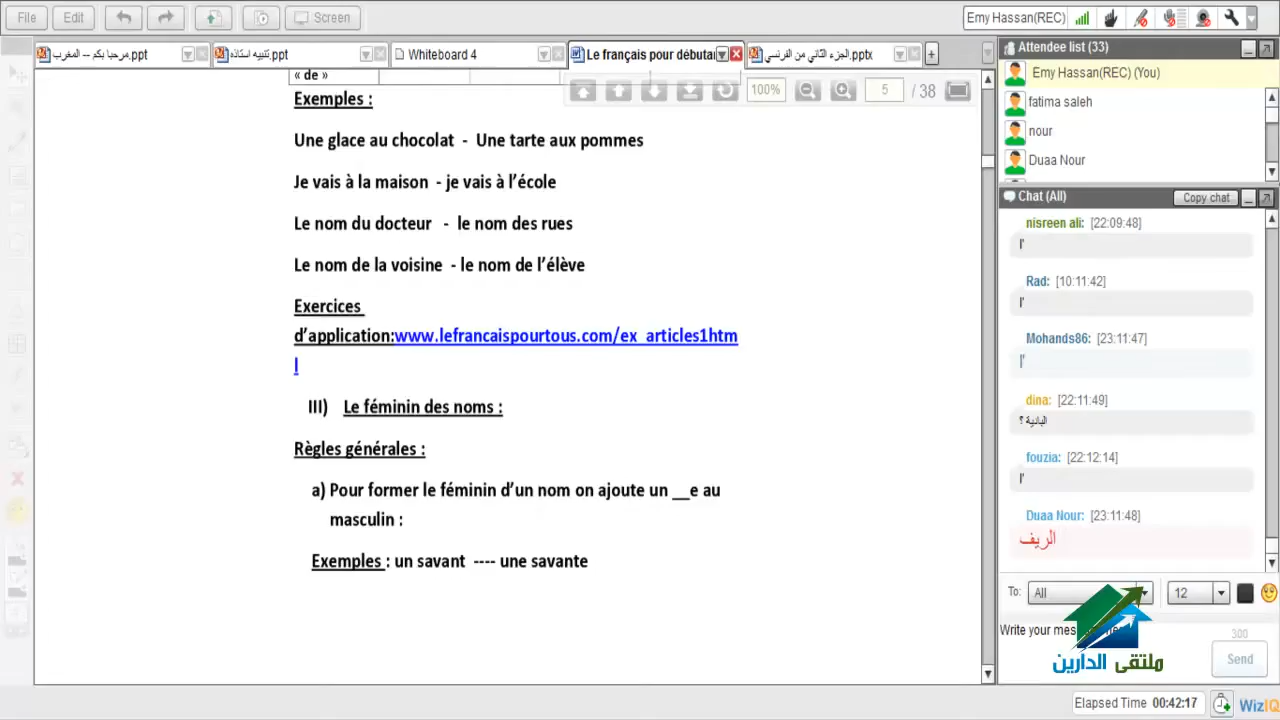 File
Edit
Screen
Emy Hassan(REC)
مرحبا بكم – المغرب.ppt
تنبيه استاذه.ppt
Whiteboard 4
Le français pour débuta
الجزء الثاني من الفرنسي.pptx
+
100%
5
/ 38
« de »
Exemples :
Une glace au chocolat - Une tarte aux pommes
Je vais à la maison - je vais à l’école
Le nom du docteur - le nom des rues
Le nom de la voisine - le nom de l’élève
Exercices
d’application:www.lefrancaispourtous.com/ex_articles1htm
l
III) Le féminin des noms :
Règles générales :
a) Pour former le féminin d’un nom on ajoute un __e au
masculin :
Exemples : un savant ---- une savante
Attendee list (33)
Emy Hassan(REC) (You)
fatima saleh
nour
Duaa Nour
Chat (All)
Copy chat
nisreen ali: [22:09:48]
l'
Rad: [10:11:42]
l'
Mohands86: [23:11:47]
l'
dina: [22:11:49]
البادية ؟
fouzia: [22:12:14]
l'
Duaa Nour: [23:11:48]
الريف
To:
All
12
Write your mes
300
Send
ملتقى الدارين
Elapsed Time 00:42:17
WizIQ